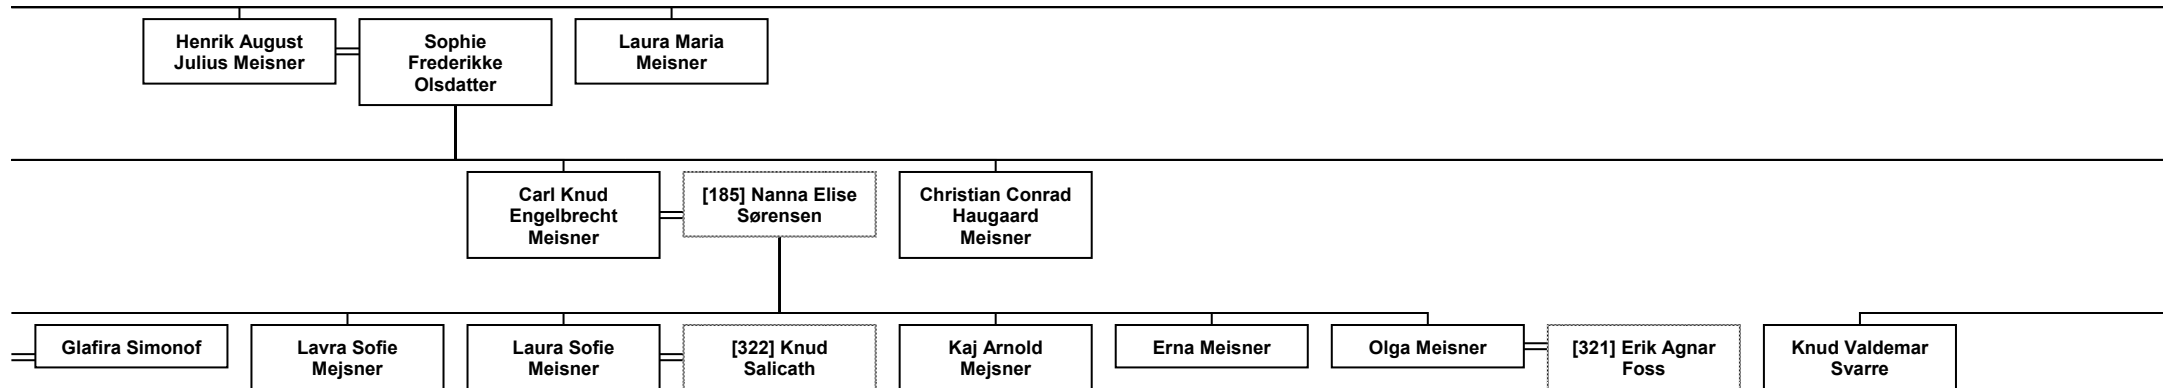 Henrik August
Julius Meisner
Sophie
Frederikke
Olsdatter
Laura Maria
Meisner
Carl Knud
Engelbrecht
Meisner
[185] Nanna Elise
Sørensen
Christian Conrad
Haugaard
Meisner
Glafira Simonof
Lavra Sofie
Mejsner
Laura Sofie
Meisner
[322] Knud
Salicath
Kaj Arnold
Mejsner
Erna Meisner
Olga Meisner
[321] Erik Agnar
Foss
Knud Valdemar
Svarre